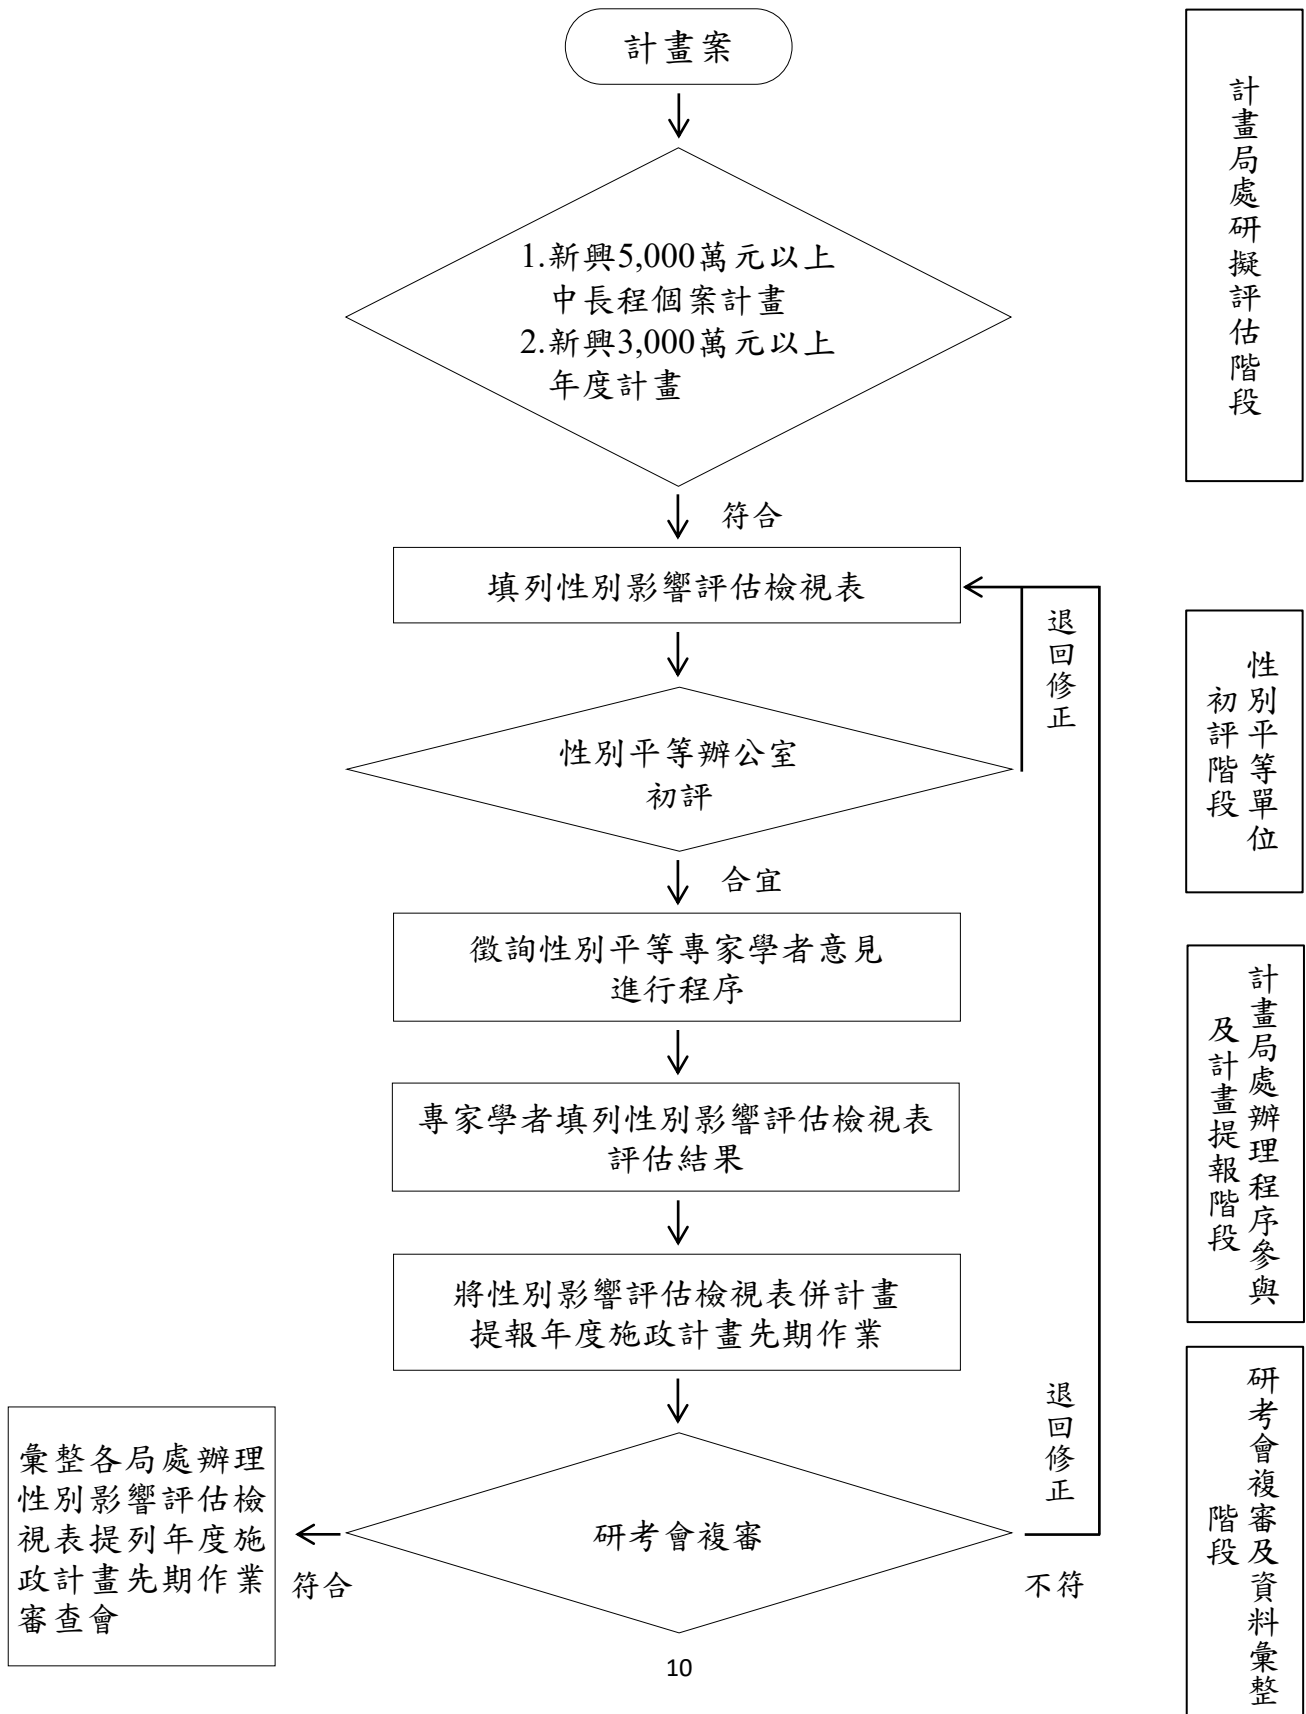 計畫案
計畫局處研擬評估階段
1.新興5,000萬元以上
中長程個案計畫
2.新興3,000萬元以上
年度計畫
符合
填列性別影響評估檢視表
退回修正
性別平等單位
初評階段
性別平等辦公室
初評
合宜
徵詢性別平等專家學者意見
進行程序
計畫局處辦理程序參與
及計畫提報階段
專家學者填列性別影響評估檢視表
評估結果
將性別影響評估檢視表併計畫
提報年度施政計畫先期作業
退回修正
研考會複審及資料彙整
階段
彙整各局處辦理
性別影響評估檢
視表提列年度施
政計畫先期作業
審查會
符合
研考會複審
不符
10